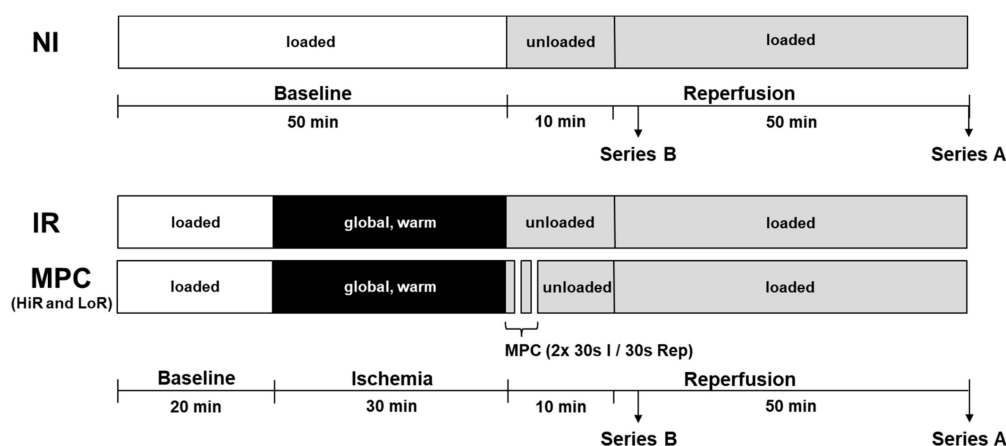 NI
loaded unloaded loaded
Baseline Reperfusion
50 min 10 min 50 min
Series B Series A
IR
loaded global, warm unloaded loaded
MPC
(HiR and LoR)
loaded global, warm unloaded loaded
MPC (2x 30s I / 30s Rep)
Baseline Ischemia Reperfusion
20 min 30 min 10 min 50 min
Series B Series A